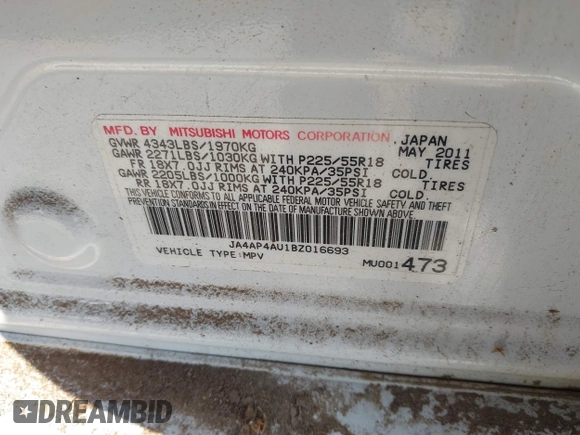 MFD. BY MITSUBISHI MOTORS CORPORATION JAPAN
GVWR 4343LBS/1970KG MAY 2011
GAWR 2271LBS/1030KG WITH P225/55R18 TIRES
FR 18X7.0JJ RIMS AT 240KPA/35PSI COLD
GAWR 2205LBS/1000KG WITH P225/55R18 TIRES
RR 18X7.0JJ RIMS AT 240KPA/35PSI COLD.
THIS VEHICLE CONFORMS TO ALL APPLICABLE FEDERAL MOTOR VEHICLE SAFETY AND THEFT
PREVENTION STANDARDS IN EFFECT ON THE DATE OF MANUFACTURE SHOWN ABOVE.
JA4AP4AU1BZ016693
VEHICLE TYPE:MPV MU001473
DREAMBID